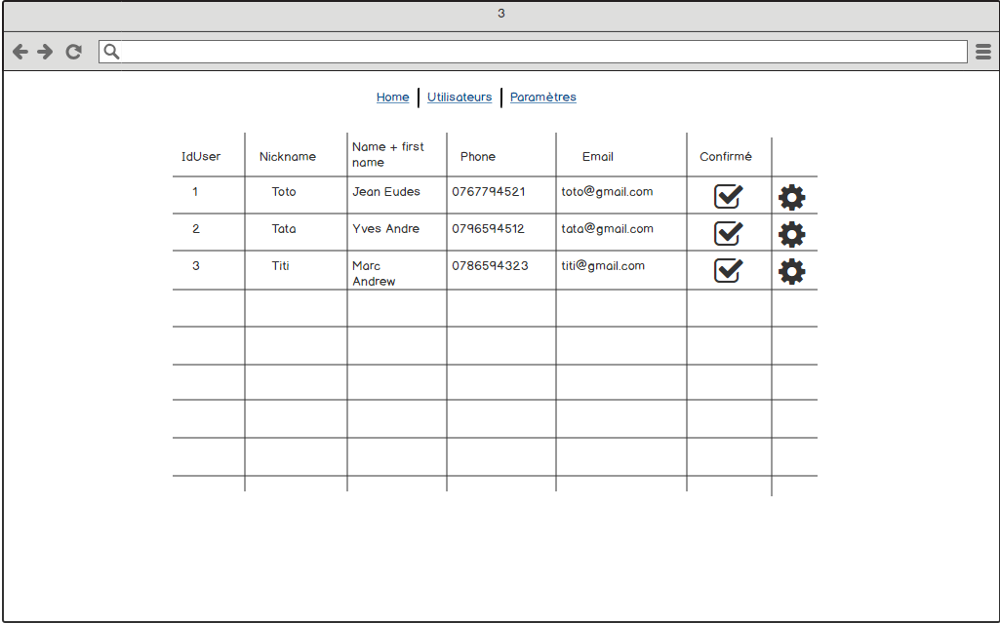 3
Home | Utilisateurs | Paramètres
IdUser Nickname Name + first name Phone Email Confirmé
1 Toto Jean Eudes 0767794521 toto@gmail.com
2 Tata Yves Andre 0796594512 tata@gmail.com
3 Titi Marc Andrew 0786594323 titi@gmail.com